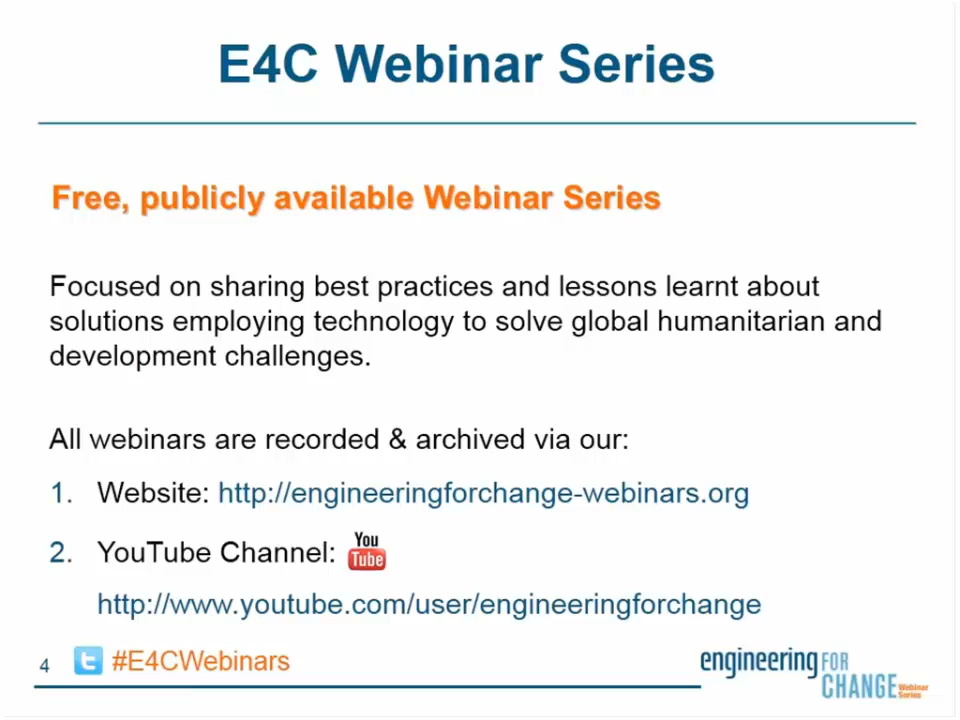 E4C Webinar Series
Free, publicly available Webinar Series
Focused on sharing best practices and lessons learnt about
solutions employing technology to solve global humanitarian and
development challenges.
All webinars are recorded & archived via our:
1. Website: http://engineeringforchange-webinars.org
2. YouTube Channel: You
Tube
http://www.youtube.com/user/engineeringforchange
4 t #E4CWebinars
engineering FOR
CHANGE Webinar
Series